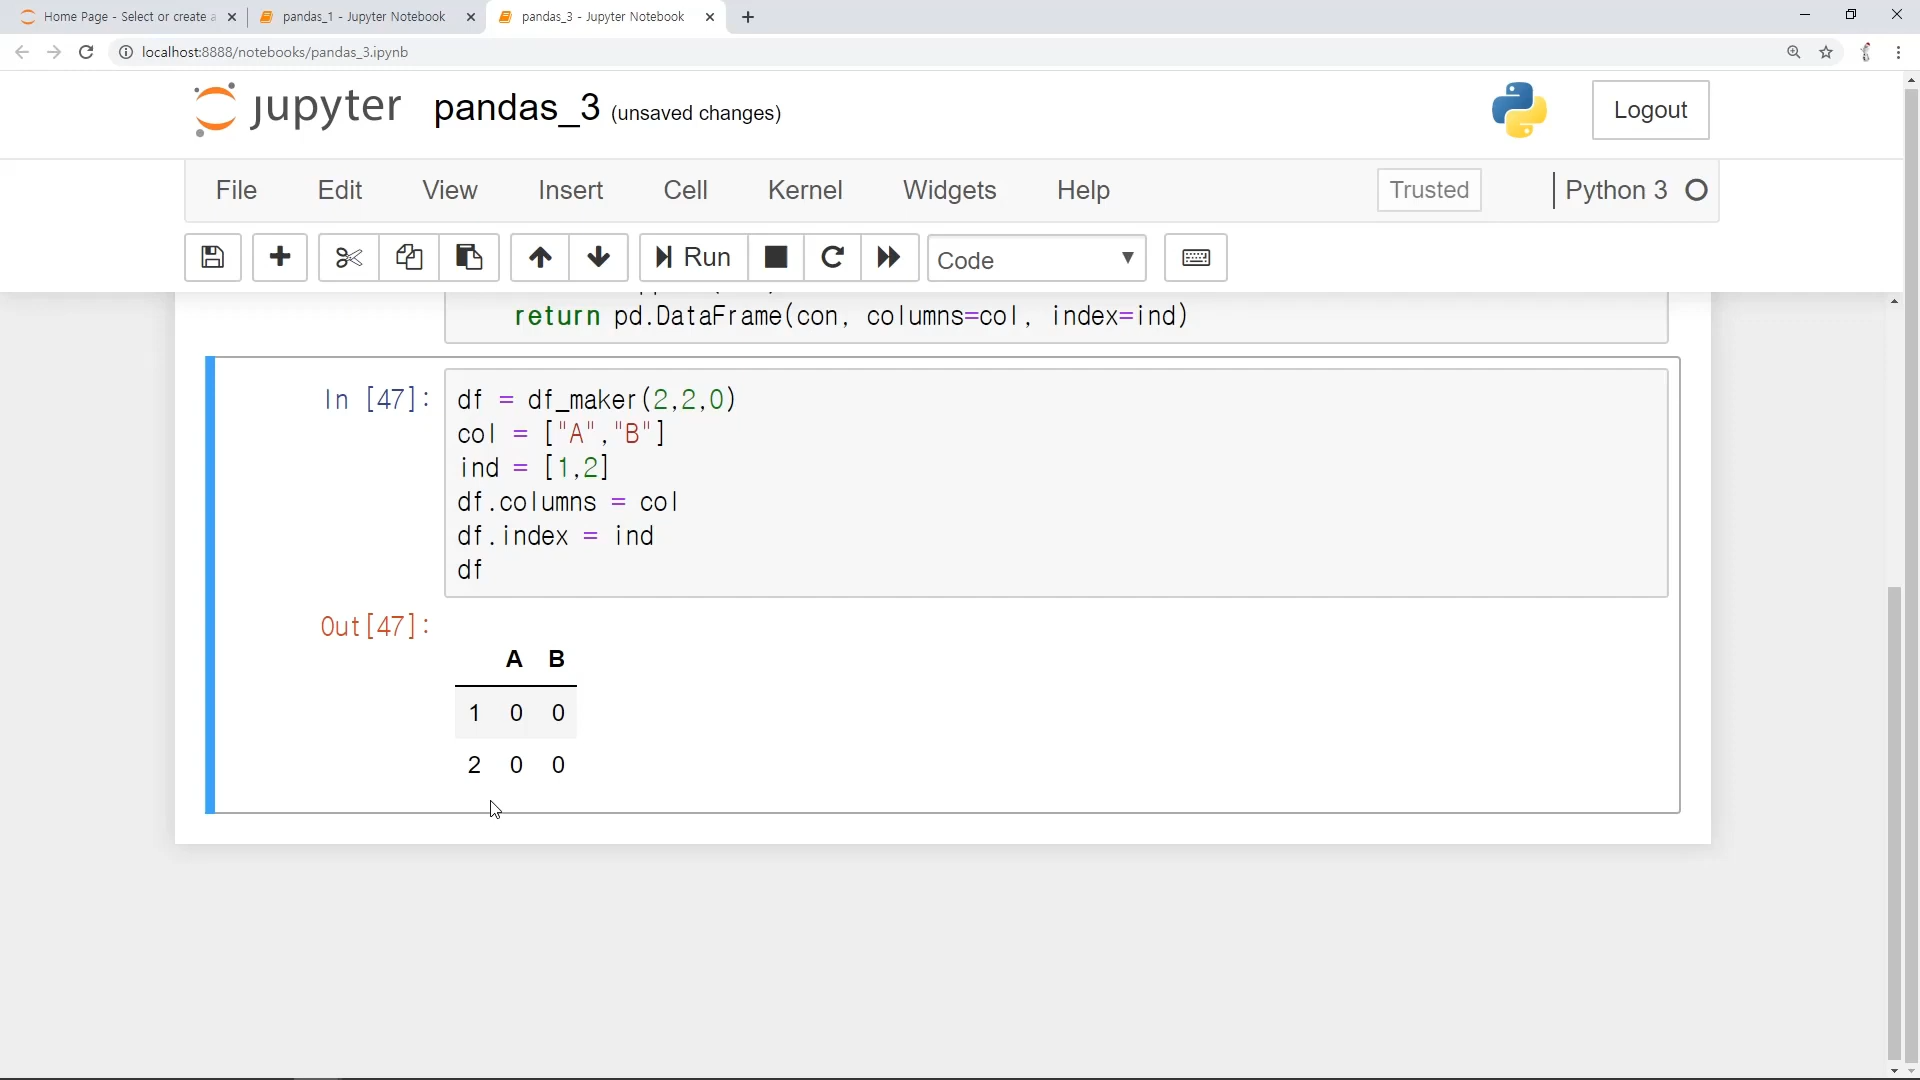 Home Page - Select or create a
pandas_1 - Jupyter Notebook
pandas_3 - Jupyter Notebook
localhost:8888/notebooks/pandas_3.ipynb
jupyter pandas_3 (unsaved changes)
Logout
File Edit View Insert Cell Kernel Widgets Help
Trusted
Python 3
Run
Code
return pd.DataFrame(con, columns=col, index=ind)
In [47]:
df = df_maker(2,2,0)
col = ["A","B"]
ind = [1,2]
df.columns = col
df.index = ind
df
Out[47]:
A B
1 0 0
2 0 0